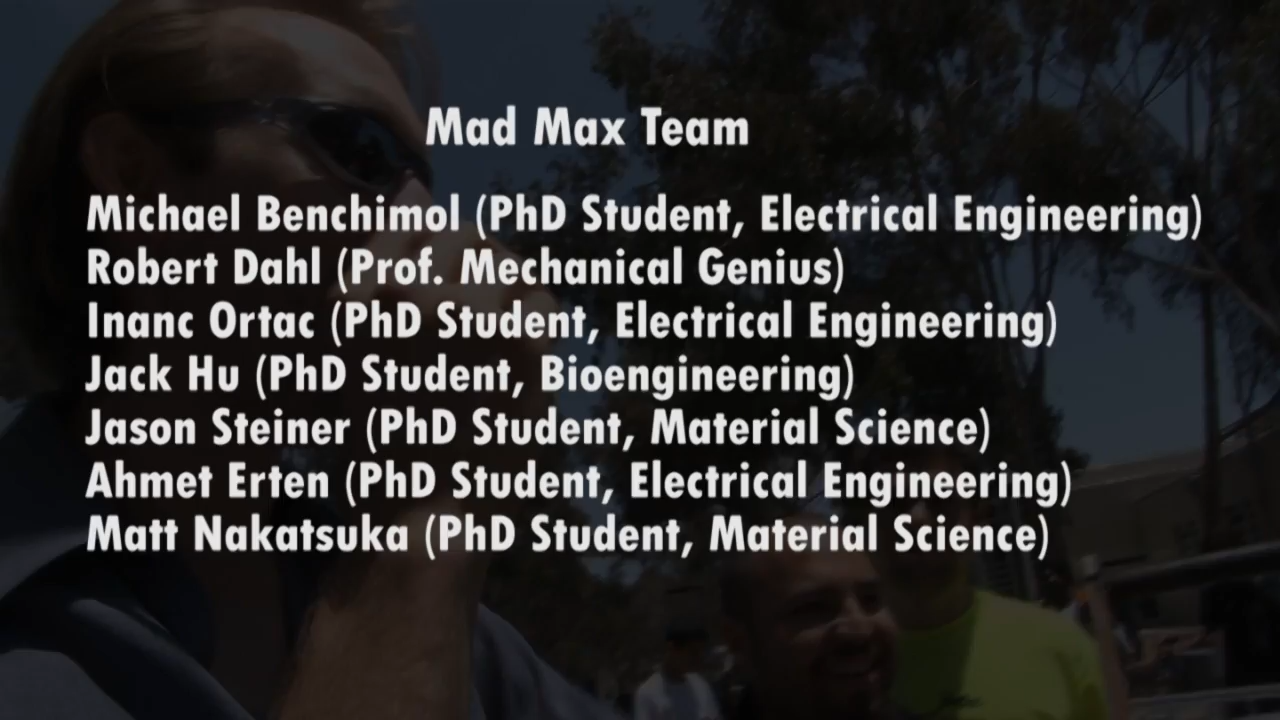 Mad Max Team
Michael Benchimol (PhD Student, Electrical Engineering)
Robert Dahl (Prof. Mechanical Genius)
Inanc Ortac (PhD Student, Electrical Engineering)
Jack Hu (PhD Student, Bioengineering)
Jason Steiner (PhD Student, Material Science)
Ahmet Erten (PhD Student, Electrical Engineering)
Matt Nakatsuka (PhD Student, Material Science)